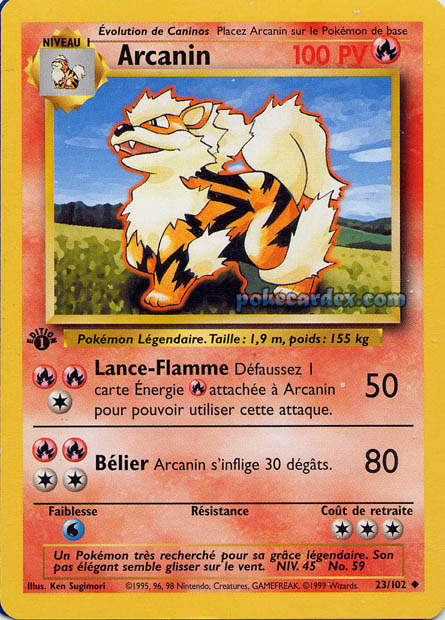 Évolution de Caninos Placez Arcanin sur le Pokémon de base
NIVEAU 1
Arcanin 100 PV
pokecardex.com
Pokémon Légendaire. Taille : 1,9 m, poids : 155 kg
EDITION 1
Lance-Flamme Défaussez 1
carte Énergie attachée à Arcanin
pour pouvoir utiliser cette attaque.
50
Bélier Arcanin s'inflige 30 dégâts. 80
Faiblesse Résistance Coût de retraite
Un Pokémon très recherché pour sa grâce légendaire. Son
pas élégant semble glisser sur le vent. NIV. 45 No. 59
Illus. Ken Sugimori ©1995, 96, 98 Nintendo, Creatures, GAMEFREAK. ©1999 Wizards. 23/102